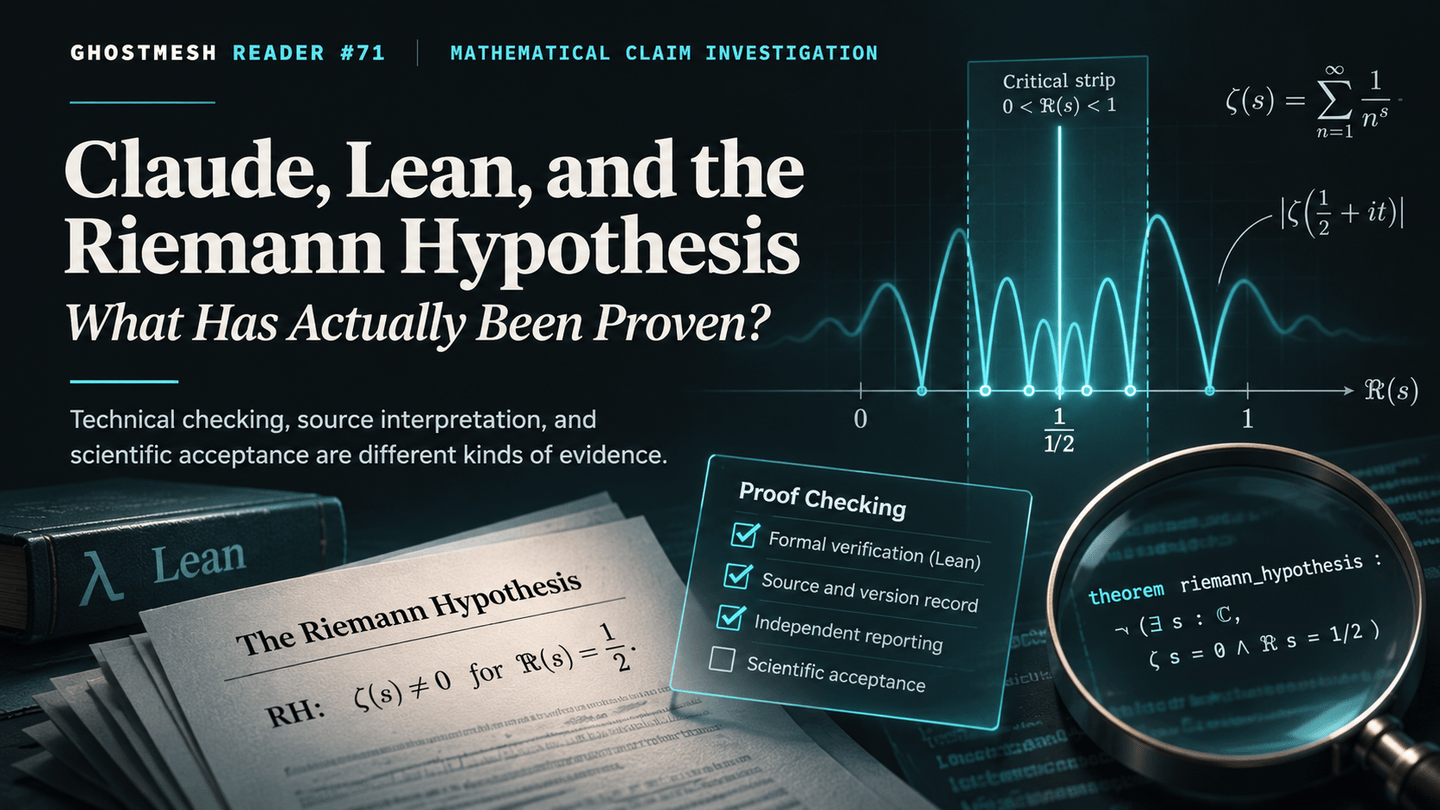 GHOSTMESH READER #71
MATHEMATICAL CLAIM INVESTIGATION
Claude, Lean, and the
Riemann Hypothesis
What Has Actually Been Proven?
Technical checking, source interpretation, and
scientific acceptance are different kinds of evidence.
Critical strip
0 < ℜ(s) < 1
ζ(s) = ∑_{n=1}^{∞} 1/n^s
|ζ(1/2 + it)|
0
1
1/2
1
ℜ(s)
λ Lean
The Riemann Hypothesis
RH: ζ(s) ≠ 0 for ℜ(s) = 1/2.
Proof Checking
☑ Formal verification (Lean)
☑ Source and version record
☑ Independent reporting
☐ Scientific acceptance
theorem riemann_hypothesis :
¬ (∃ s : ℂ,
ζ s = 0 ∧ ℜ s = 1/2 )